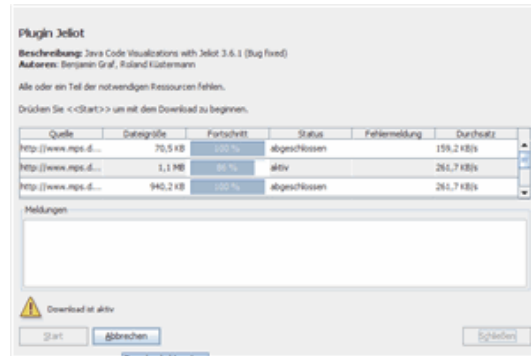 Plugin Jeliot
Beschreibung: Java Code Visualizations with Jeliot 3.6.1 (Bug fixed)
Autoren: Benjamin Graf, Roland Küstermann
Alle oder ein Teil der notwendigen Ressourcen fehlen.
Drücken Sie <<Start>> um mit dem Download zu beginnen.
Quelle Dateigröße Fortschritt Status Fehlermeldung Durchsatz
http://www.mps.d... 70,5 KB 100 % abgeschlossen 159,2 KB/s
http://www.mps.d... 1,1 MB 86 % aktiv 261,7 KB/s
http://www.mps.d... 940,2 KB 100 % abgeschlossen 261,7 KB/s
Meldungen
Download ist aktiv
Start Abbrechen Schließen